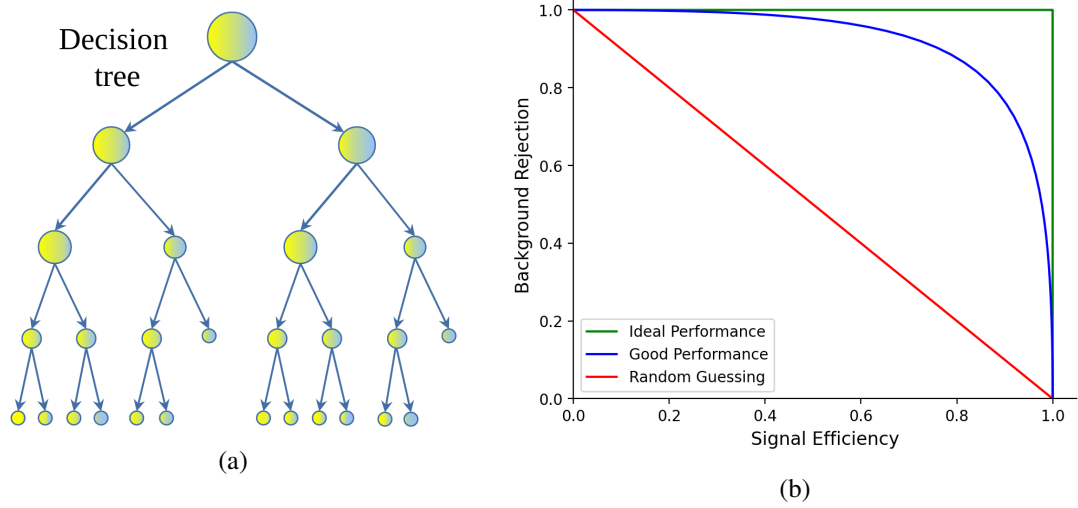 Decision
tree
(a)
1.0
0.8
0.6
0.4
0.2
0.0
Background Rejection
Ideal Performance
Good Performance
Random Guessing
0.0 0.2 0.4 0.6 0.8 1.0
Signal Efficiency
(b)